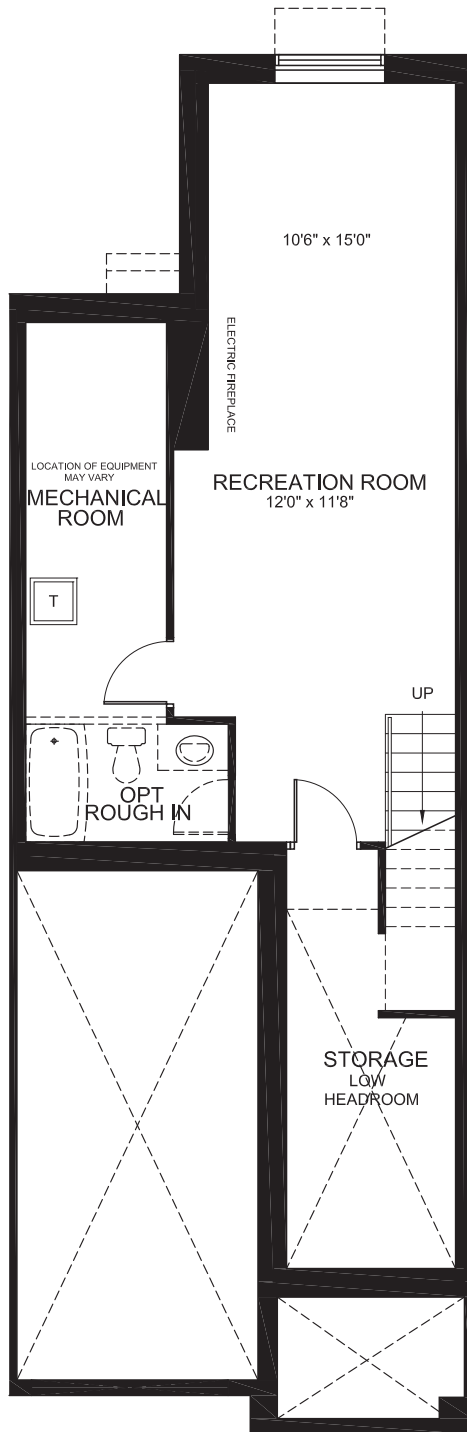 10'6" x 15'0"
ELECTRIC FIREPLACE
LOCATION OF EQUIPMENT
MAY VARY
MECHANICAL
ROOM
RECREATION ROOM
12'0" x 11'8"
T
UP
OPT
ROUGH IN
STORAGE
LOW
HEADROOM